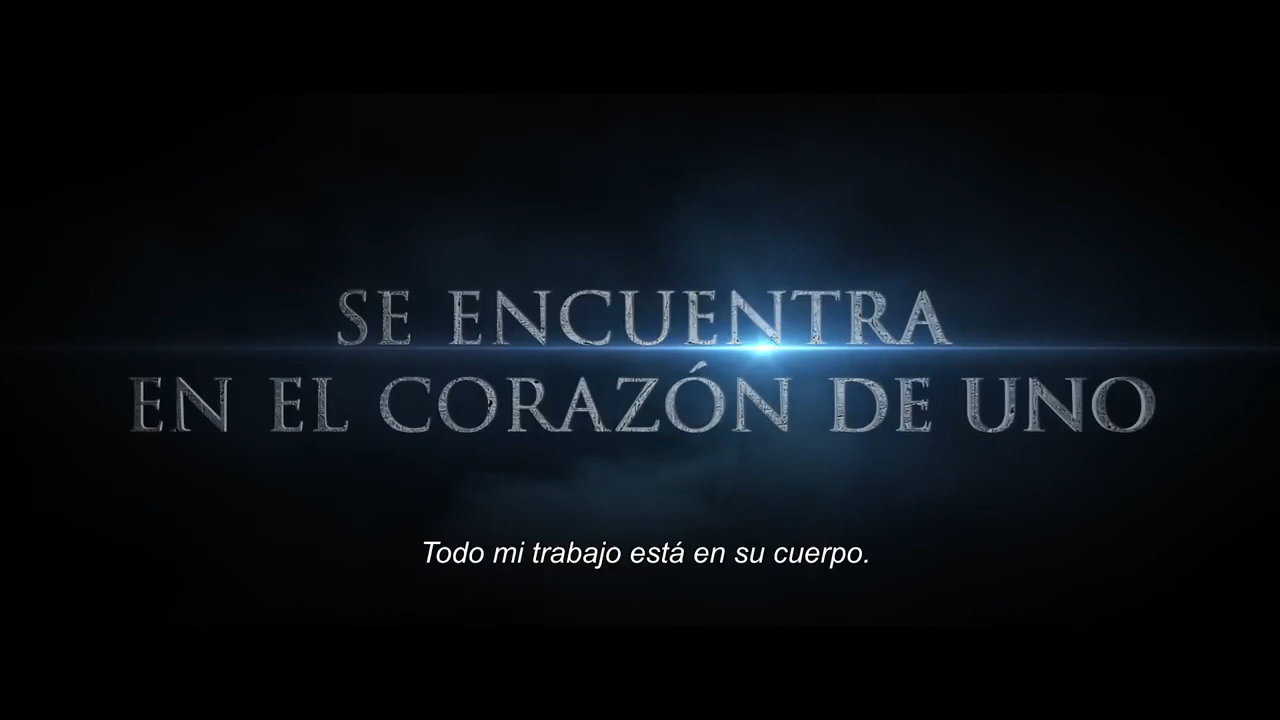 SE ENCUENTRA
EN EL CORAZÓN DE UNO
Todo mi trabajo está en su cuerpo.